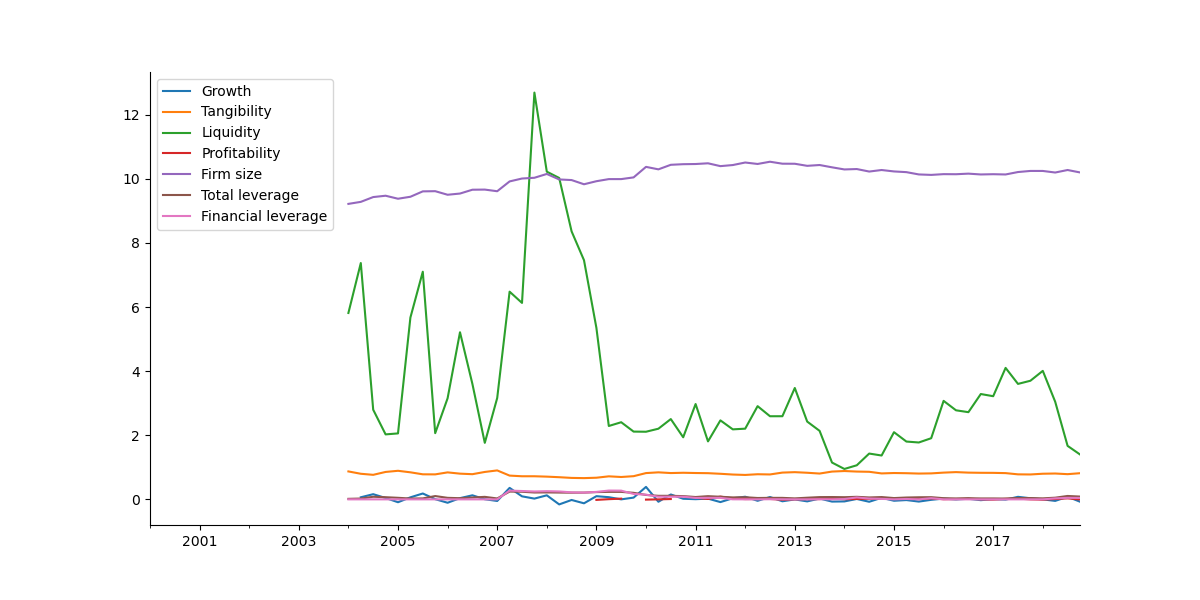 Growth
Tangibility
Liquidity
Profitability
Firm size
Total leverage
Financial leverage
12
10
8
6
4
2
0
2001 2003 2005 2007 2009 2011 2013 2015 2017